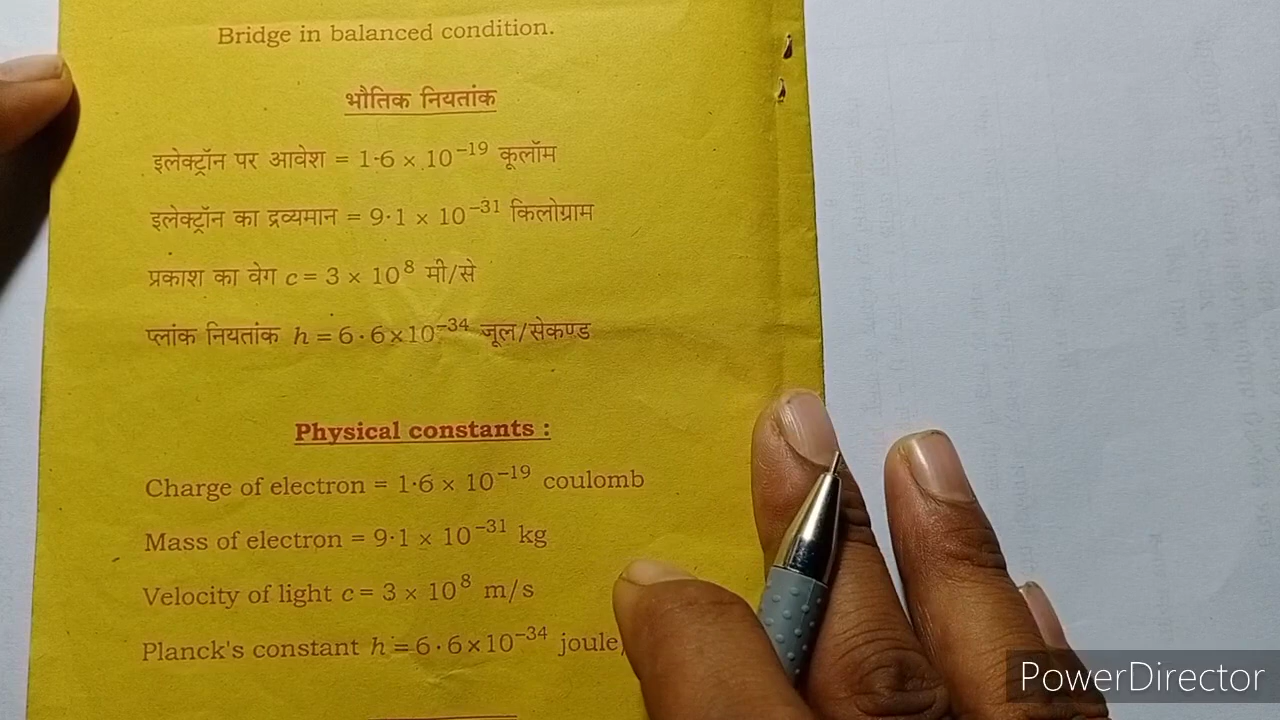 Bridge in balanced condition.
भौतिक नियतांक
इलेक्ट्रॉन पर आवेश = 1·6 × 10⁻¹⁹ कूलॉम
इलेक्ट्रॉन का द्रव्यमान = 9·1 × 10⁻³¹ किलोग्राम
प्रकाश का वेग c = 3 × 10⁸ मी/से
प्लांक नियतांक h = 6·6×10⁻³⁴ जूल/सेकण्ड
Physical constants :
Charge of electron = 1·6 × 10⁻¹⁹ coulomb
Mass of electron = 9·1 × 10⁻³¹ kg
Velocity of light c = 3 × 10⁸ m/s
Planck's constant h = 6·6×10⁻³⁴ joule/
PowerDirector